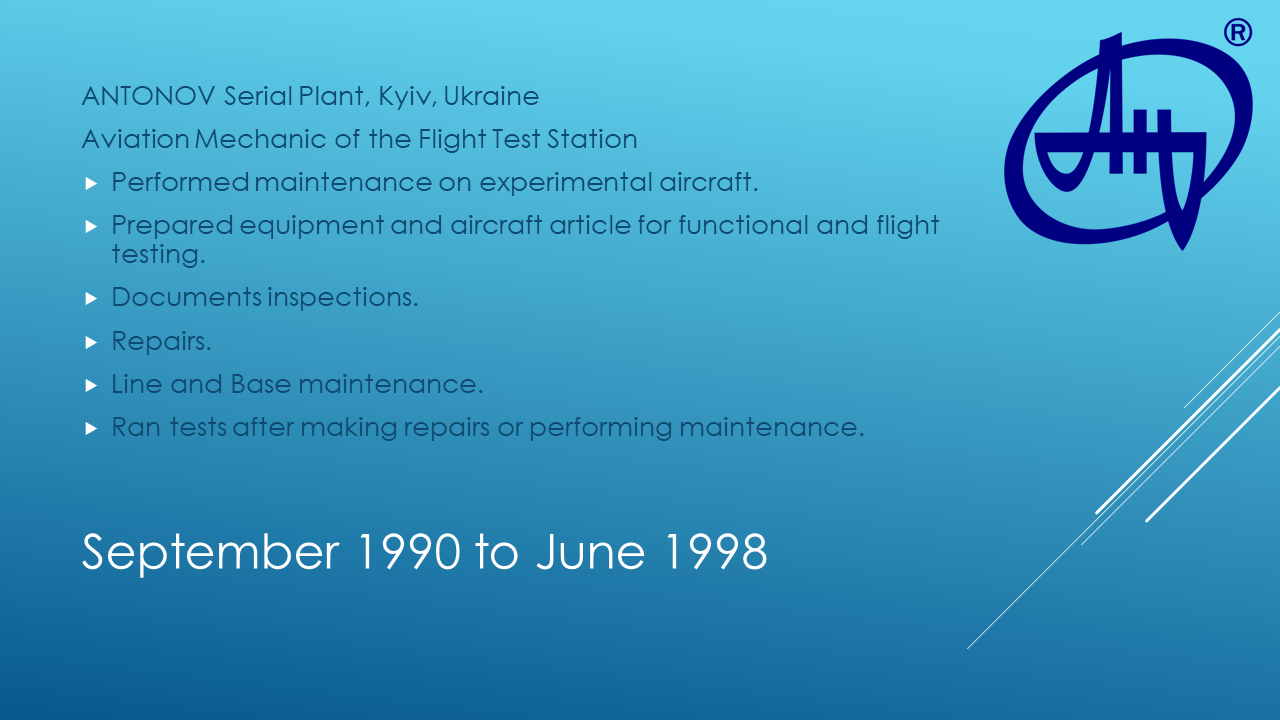 ®
ANTONOV Serial Plant, Kyiv, Ukraine
Aviation Mechanic of the Flight Test Station
Performed maintenance on experimental aircraft.
Prepared equipment and aircraft article for functional and flight
testing.
Documents inspections.
Repairs.
Line and Base maintenance.
Ran tests after making repairs or performing maintenance.
September 1990 to June 1998